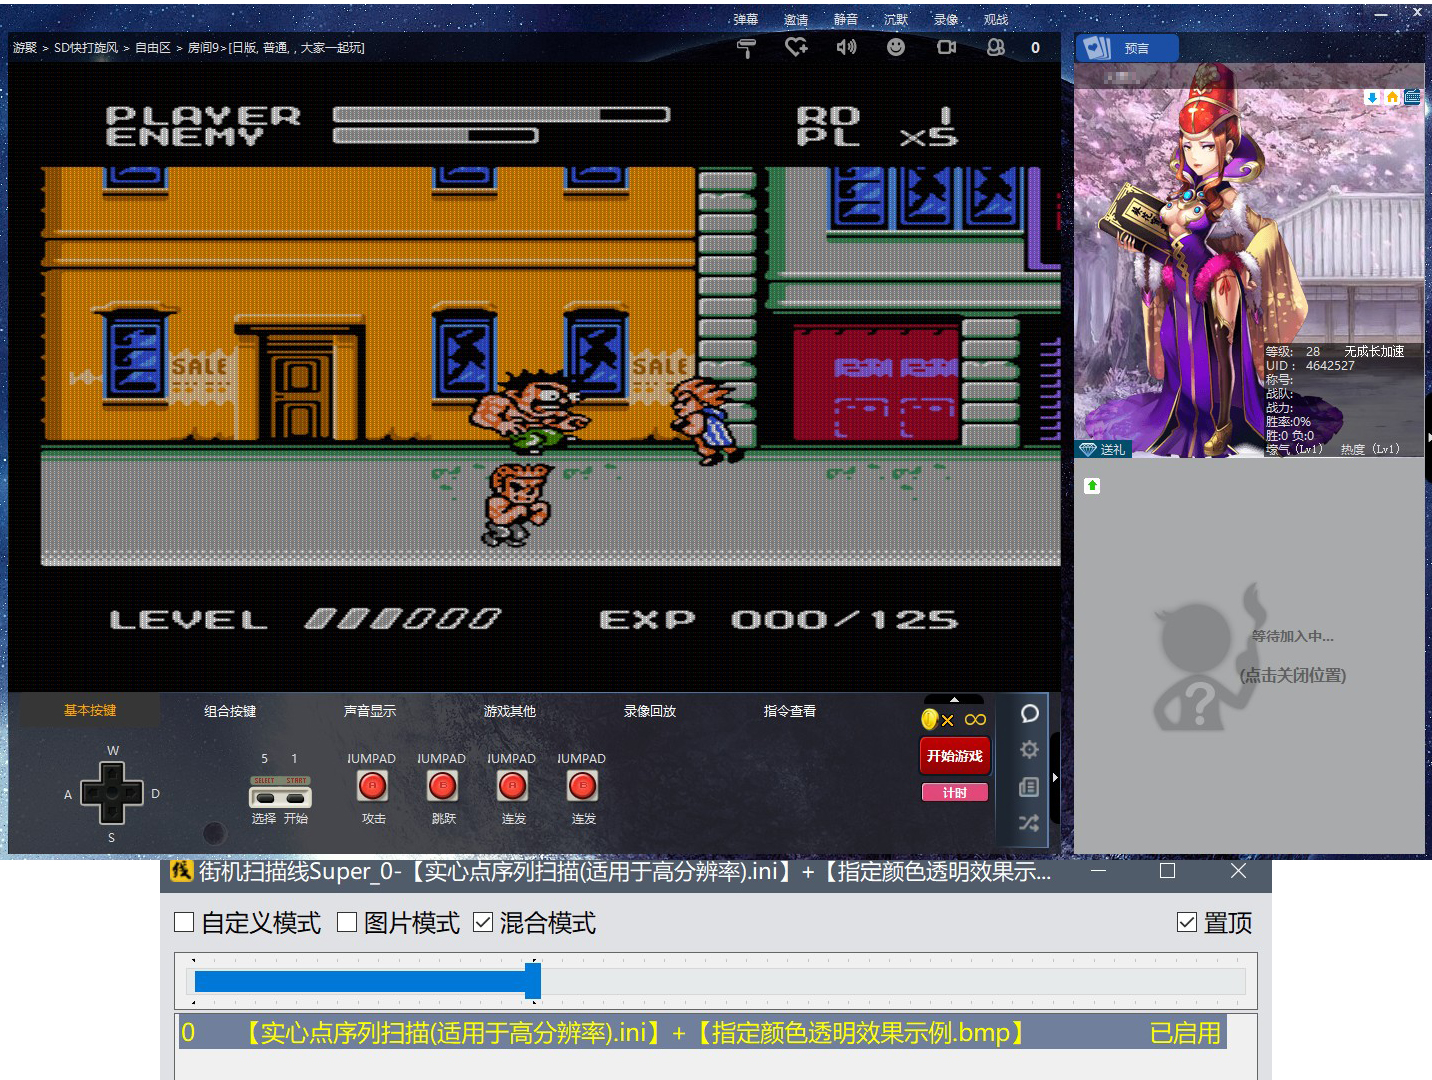 弹幕 邀请 静音 沉默 录像 观战
游聚 > SD快打旋风 > 自由区 > 房间9>[日版, 普通, , 大家一起玩]
0
预言
PLAYER
ENEMY
RD 1
PL x5
SALE
SALE
等级: 28 无成长加速
UID : 4642527
称号:
战队:
战力:
胜率:0%
胜:0 负:0
送礼
壕气 (Lv1) 热度 (Lv1)
LEVEL
EXP 000/125
等待加入中...
(点击关闭位置)
?
基本按键 组合按键 声音显示 游戏其他 录像回放 指令查看
× ∞
开始游戏
计时
W
A D
S
5 1 JUMPAD JUMPAD JUMPAD JUMPAD
SELECT START
A B A B
选择 开始 攻击 跳跃 连发 连发
线 街机扫描线Super_0-【实心点序列扫描(适用于高分辨率).ini】+【指定颜色透明效果示...
自定义模式 图片模式 混合模式 置顶
0 【实心点序列扫描(适用于高分辨率).ini】+【指定颜色透明效果示例.bmp】 已启用